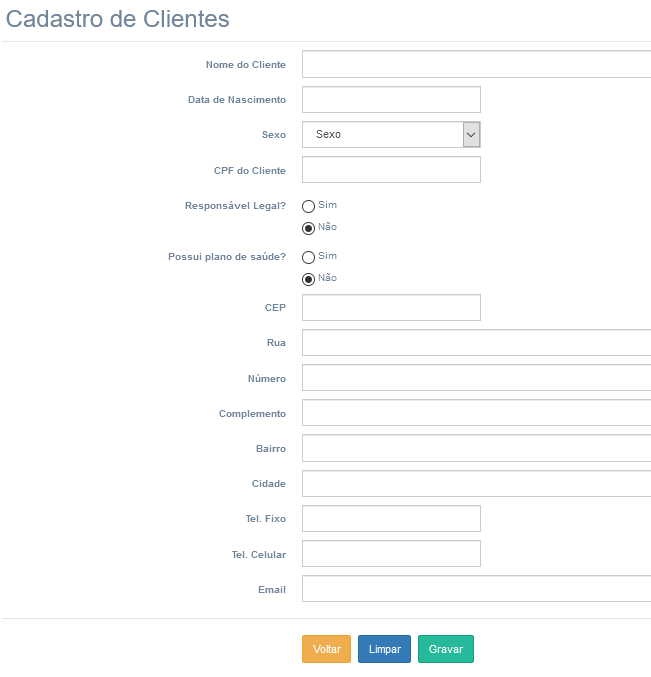 Cadastro de Clientes
Nome do Cliente
Data de Nascimento
Sexo Sexo
CPF do Cliente
Responsável Legal? Sim
Não
Possui plano de saúde? Sim
Não
CEP
Rua
Número
Complemento
Bairro
Cidade
Tel. Fixo
Tel. Celular
Email
Voltar Limpar Gravar